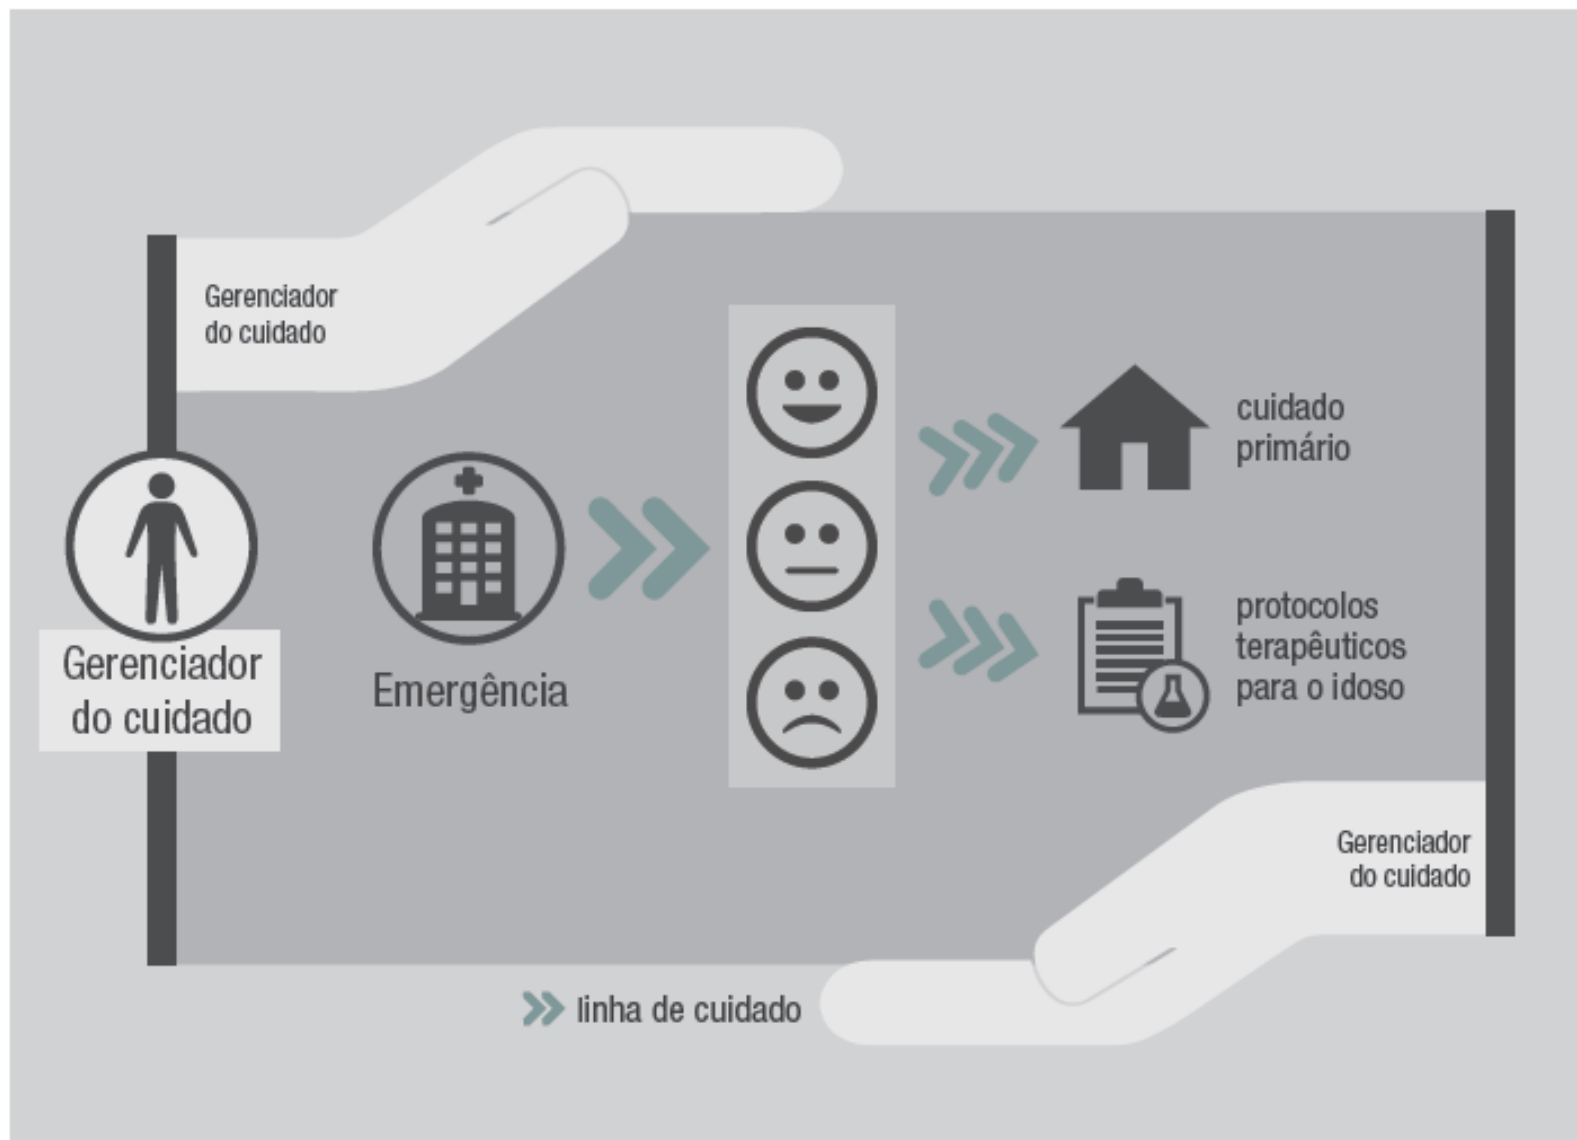 Gerenciador
do cuidado
Gerenciador
do cuidado
Emergência
cuidado
primário
protocolos
terapêuticos
para o idoso
Gerenciador
do cuidado
linha de cuidado